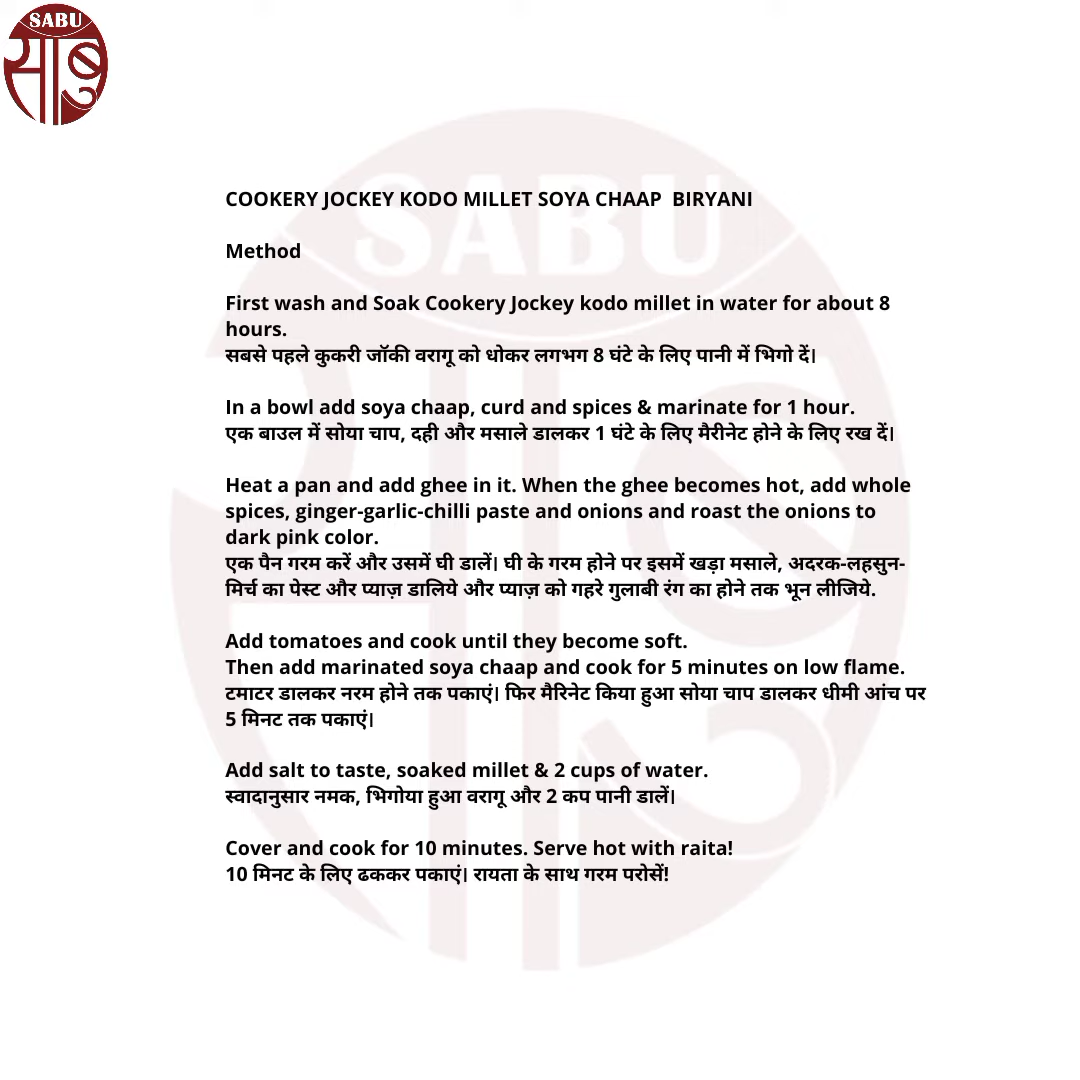 SABU
साबु
SABU
COOKERY JOCKEY KODO MILLET SOYA CHAAP  BIRYANI
Method
First wash and Soak Cookery Jockey kodo millet in water for about 8
hours.
सबसे पहले कुकरी जॉकी वरागू को धोकर लगभग 8 घंटे के लिए पानी में भिगो दें।
In a bowl add soya chaap, curd and spices & marinate for 1 hour.
एक बाउल में सोया चाप, दही और मसाले डालकर 1 घंटे के लिए मैरीनेट होने के लिए रख दें।
Heat a pan and add ghee in it. When the ghee becomes hot, add whole
spices, ginger-garlic-chilli paste and onions and roast the onions to
dark pink color.
एक पैन गरम करें और उसमें घी डालें। घी के गरम होने पर इसमें खड़ा मसाले, अदरक-लहसुन-
मिर्च का पेस्ट और प्याज़ डालिये और प्याज़ को गहरे गुलाबी रंग का होने तक भून लीजिये.
Add tomatoes and cook until they become soft.
Then add marinated soya chaap and cook for 5 minutes on low flame.
टमाटर डालकर नरम होने तक पकाएं। फिर मैरिनेट किया हुआ सोया चाप डालकर धीमी आंच पर
5 मिनट तक पकाएं।
Add salt to taste, soaked millet & 2 cups of water.
स्वादानुसार नमक, भिगोया हुआ वरागू और 2 कप पानी डालें।
Cover and cook for 10 minutes. Serve hot with raita!
10 मिनट के लिए ढककर पकाएं। रायता के साथ गरम परोसें!
साबु